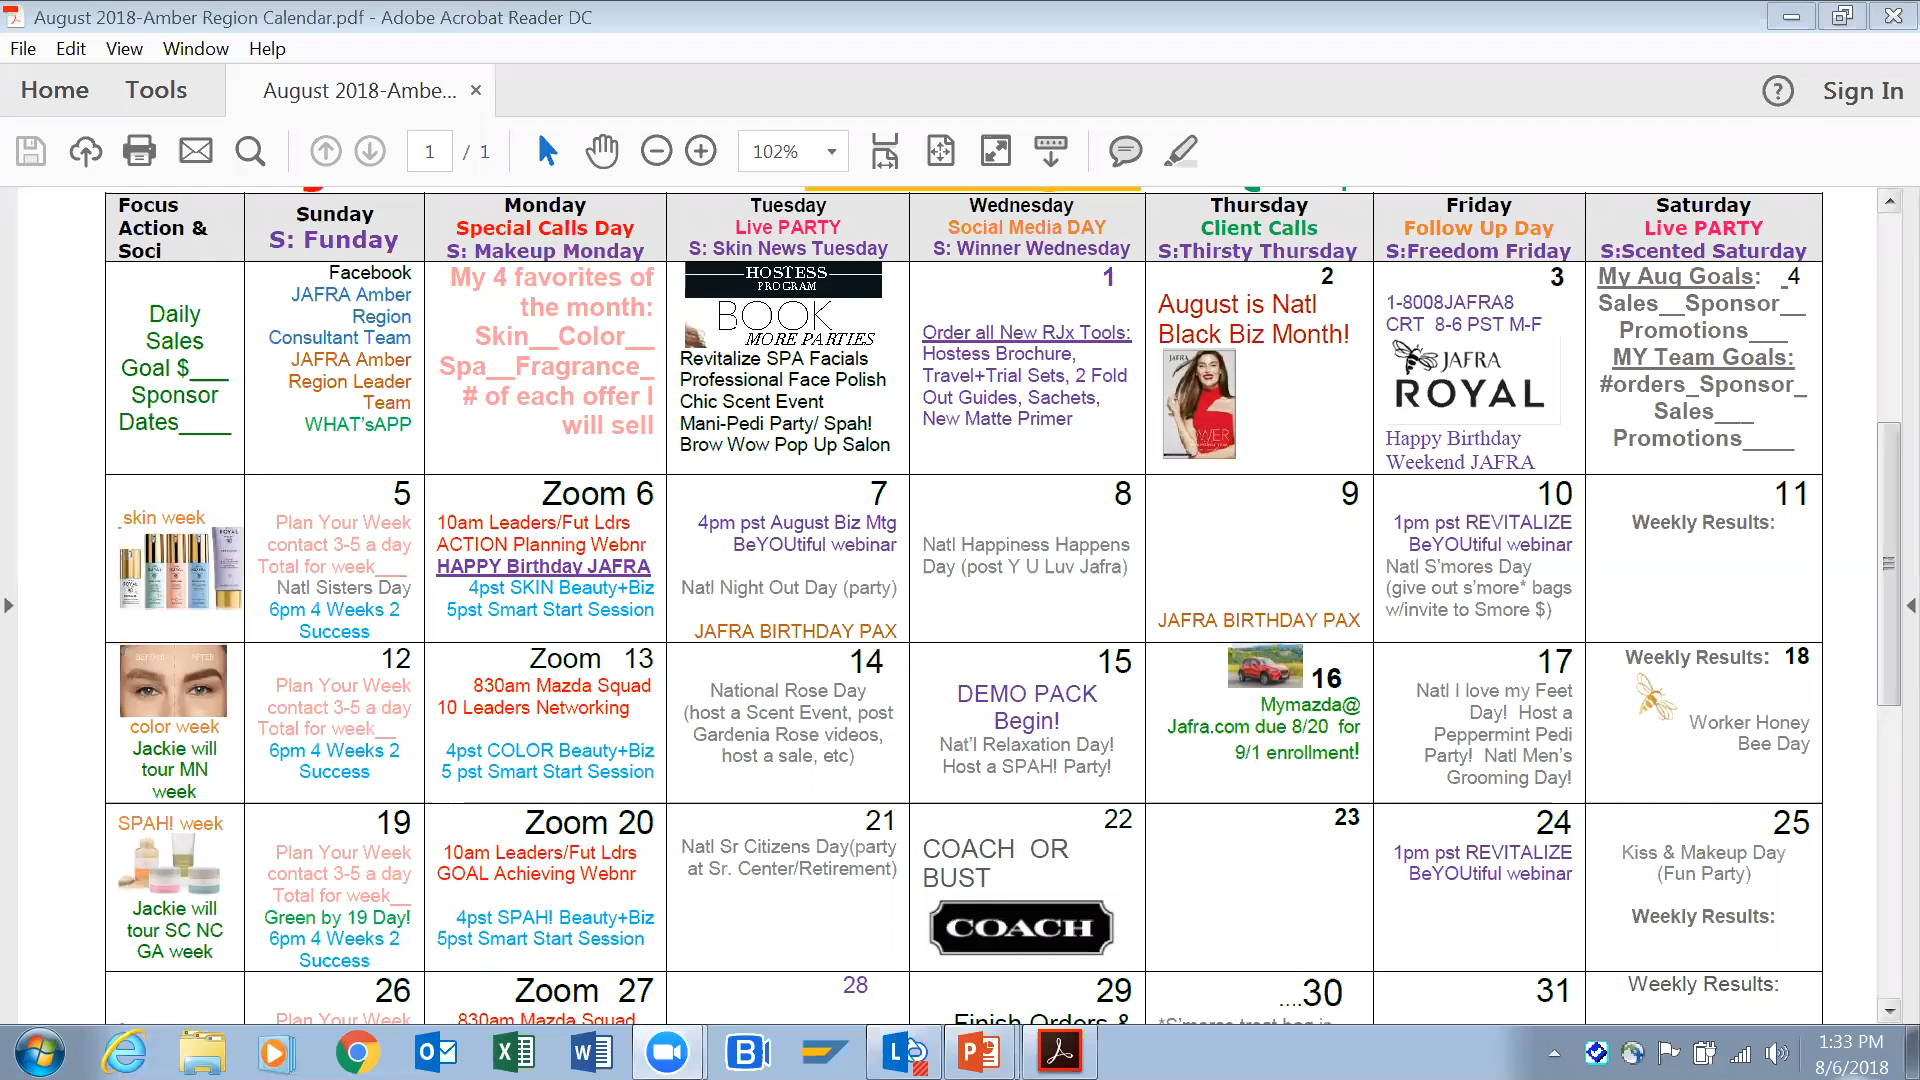 August 2018-Amber Region Calendar.pdf - Adobe Acrobat Reader DC
File Edit View Window Help
Home Tools August 2018-Ambe... × Sign In
1 / 1 102%
Focus
Action &
Soci
Sunday
S: Funday
Monday
Special Calls Day
S: Makeup Monday
Tuesday
Live PARTY
S: Skin News Tuesday
Wednesday
Social Media DAY
S: Winner Wednesday
Thursday
Client Calls
S:Thirsty Thursday
Friday
Follow Up Day
S:Freedom Friday
Saturday
Live PARTY
S:Scented Saturday
Daily
Sales
Goal $___
Sponsor
Dates____
Facebook
JAFRA Amber
Region
Consultant Team
JAFRA Amber
Region Leader
Team
WHAT'sAPP
My 4 favorites of
the month:
Skin__Color__
Spa__Fragrance_
# of each offer I
will sell
HOSTESS
PROGRAM
BOOK
MORE PARTIES
Revitalize SPA Facials
Professional Face Polish
Chic Scent Event
Mani-Pedi Party/ Spah!
Brow Wow Pop Up Salon
1
Order all New RJx Tools:
Hostess Brochure,
Travel+Trial Sets, 2 Fold
Out Guides, Sachets,
New Matte Primer
2
August is Natl
Black Biz Month!
JAFRA
3
1-8008JAFRA8
CRT 8-6 PST M-F
JAFRA
ROYAL
Happy Birthday
Weekend JAFRA
My Aug Goals: _4
Sales__Sponsor__
Promotions___
MY Team Goals:
#orders_Sponsor_
Sales___
Promotions____
skin week
ROYAL
5
Plan Your Week
contact 3-5 a day
Total for week___
Natl Sisters Day
6pm 4 Weeks 2
Success
Zoom 6
10am Leaders/Fut Ldrs
ACTION Planning Webnr
HAPPY Birthday JAFRA
4pst SKIN Beauty+Biz
5pst Smart Start Session
7
4pm pst August Biz Mtg
BeYOUtiful webinar
Natl Night Out Day (party)
JAFRA BIRTHDAY PAX
8
Natl Happiness Happens
Day (post Y U Luv Jafra)
9
JAFRA BIRTHDAY PAX
10
1pm pst REVITALIZE
BeYOUtiful webinar
Natl S'mores Day
(give out s'more* bags
w/invite to Smore $)
11
Weekly Results:
BEFORE AFTER
color week
Jackie will
tour MN
week
12
Plan Your Week
contact 3-5 a day
Total for week__
6pm 4 Weeks 2
Success
Zoom 13
830am Mazda Squad
10 Leaders Networking
4pst COLOR Beauty+Biz
5 pst Smart Start Session
14
National Rose Day
(host a Scent Event, post
Gardenia Rose videos,
host a sale, etc)
15
DEMO PACK
Begin!
Nat'l Relaxation Day!
Host a SPAH! Party!
16
Mymazda@
Jafra.com due 8/20 for
9/1 enrollment!
17
Natl I love my Feet
Day! Host a
Peppermint Pedi
Party! Natl Men's
Grooming Day!
Weekly Results: 18
Worker Honey
Bee Day
SPAH! week
Jackie will
tour SC NC
GA week
19
Plan Your Week
contact 3-5 a day
Total for week__
Green by 19 Day!
6pm 4 Weeks 2
Success
Zoom 20
10am Leaders/Fut Ldrs
GOAL Achieving Webnr
4pst SPAH! Beauty+Biz
5pst Smart Start Session
21
Natl Sr Citizens Day(party
at Sr. Center/Retirement)
22
COACH OR
BUST
COACH
23
24
1pm pst REVITALIZE
BeYOUtiful webinar
25
Kiss & Makeup Day
(Fun Party)
Weekly Results:
26
Plan Your Week
Zoom 27
830am Mazda Squad
28
29
Finish Orders &
....30
*S'mores treat bag in
31
Weekly Results:
1:33 PM
8/6/2018